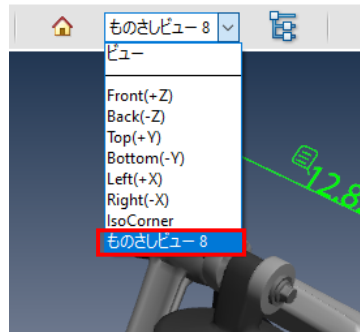 ものさしビュー 8
ビュー
Front(+Z)
Back(-Z)
Top(+Y)
Bottom(-Y)
Left(+X)
Right(-X)
IsoCorner
ものさしビュー 8
12.8